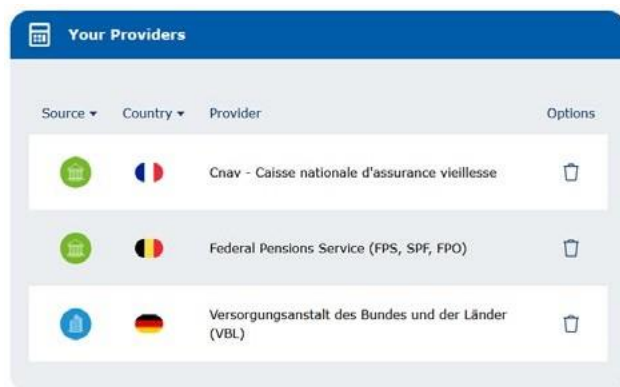 Your Providers
Source Country Provider Options
Cnav - Caisse nationale d'assurance vieillesse
Federal Pensions Service (FPS, SPF, FPO)
Versorgungsanstalt des Bundes und der Länder
(VBL)